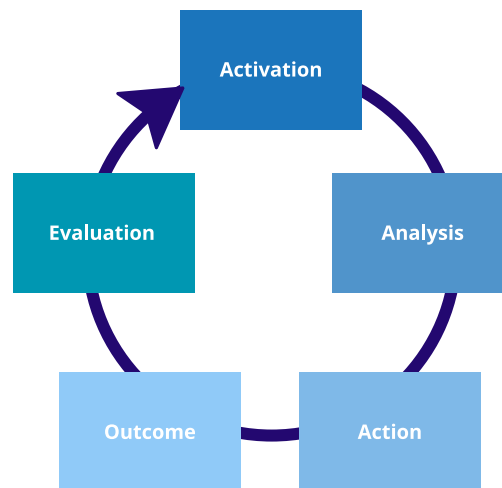 Activation
Analysis
Action
Outcome
Evaluation